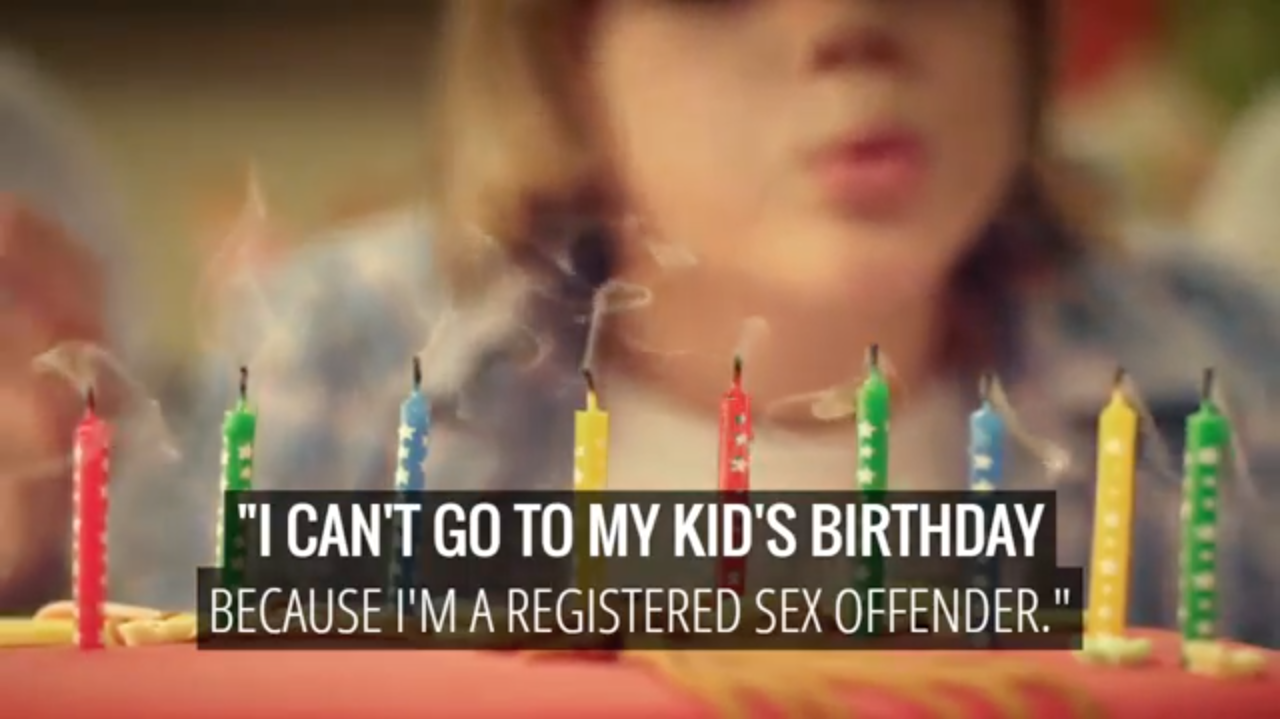 "I CAN'T GO TO MY KID'S BIRTHDAY
BECAUSE I'M A REGISTERED SEX OFFENDER."